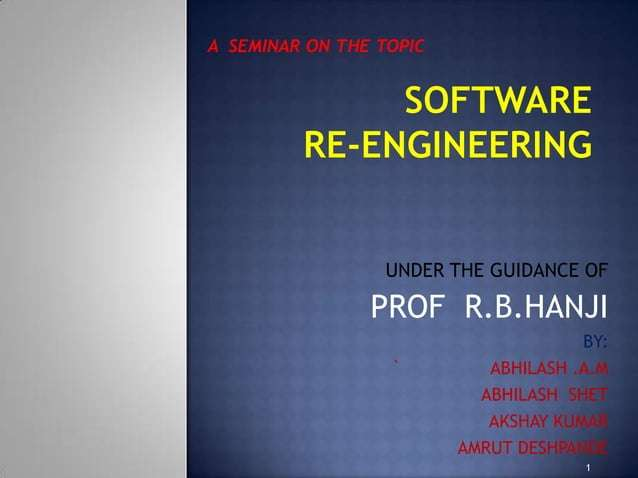 A SEMINAR ON THE TOPIC
SOFTWARE
RE-ENGINEERING
UNDER THE GUIDANCE OF
PROF R.B.HANJI
BY:
` ABHILASH .A.M
ABHILASH SHET
AKSHAY KUMAR
AMRUT DESHPANDE
1